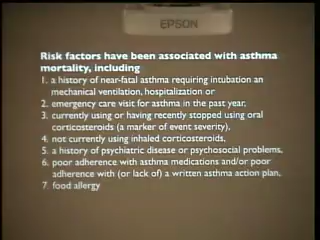 EPSON
Risk factors have been associated with asthma
mortality, including
1. a history of near-fatal asthma requiring intubation an
mechanical ventilation, hospitalization or
2. emergency care visit for asthma in the past year,
3. currently using or having recently stopped using oral
corticosteroids (a marker of event severity),
4. not currently using inhaled corticosteroids,
5. a history of psychiatric disease or psychosocial problems,
6. poor adherence with asthma medications and/or poor
adherence with (or lack of) a written asthma action plan,
7. food allergy